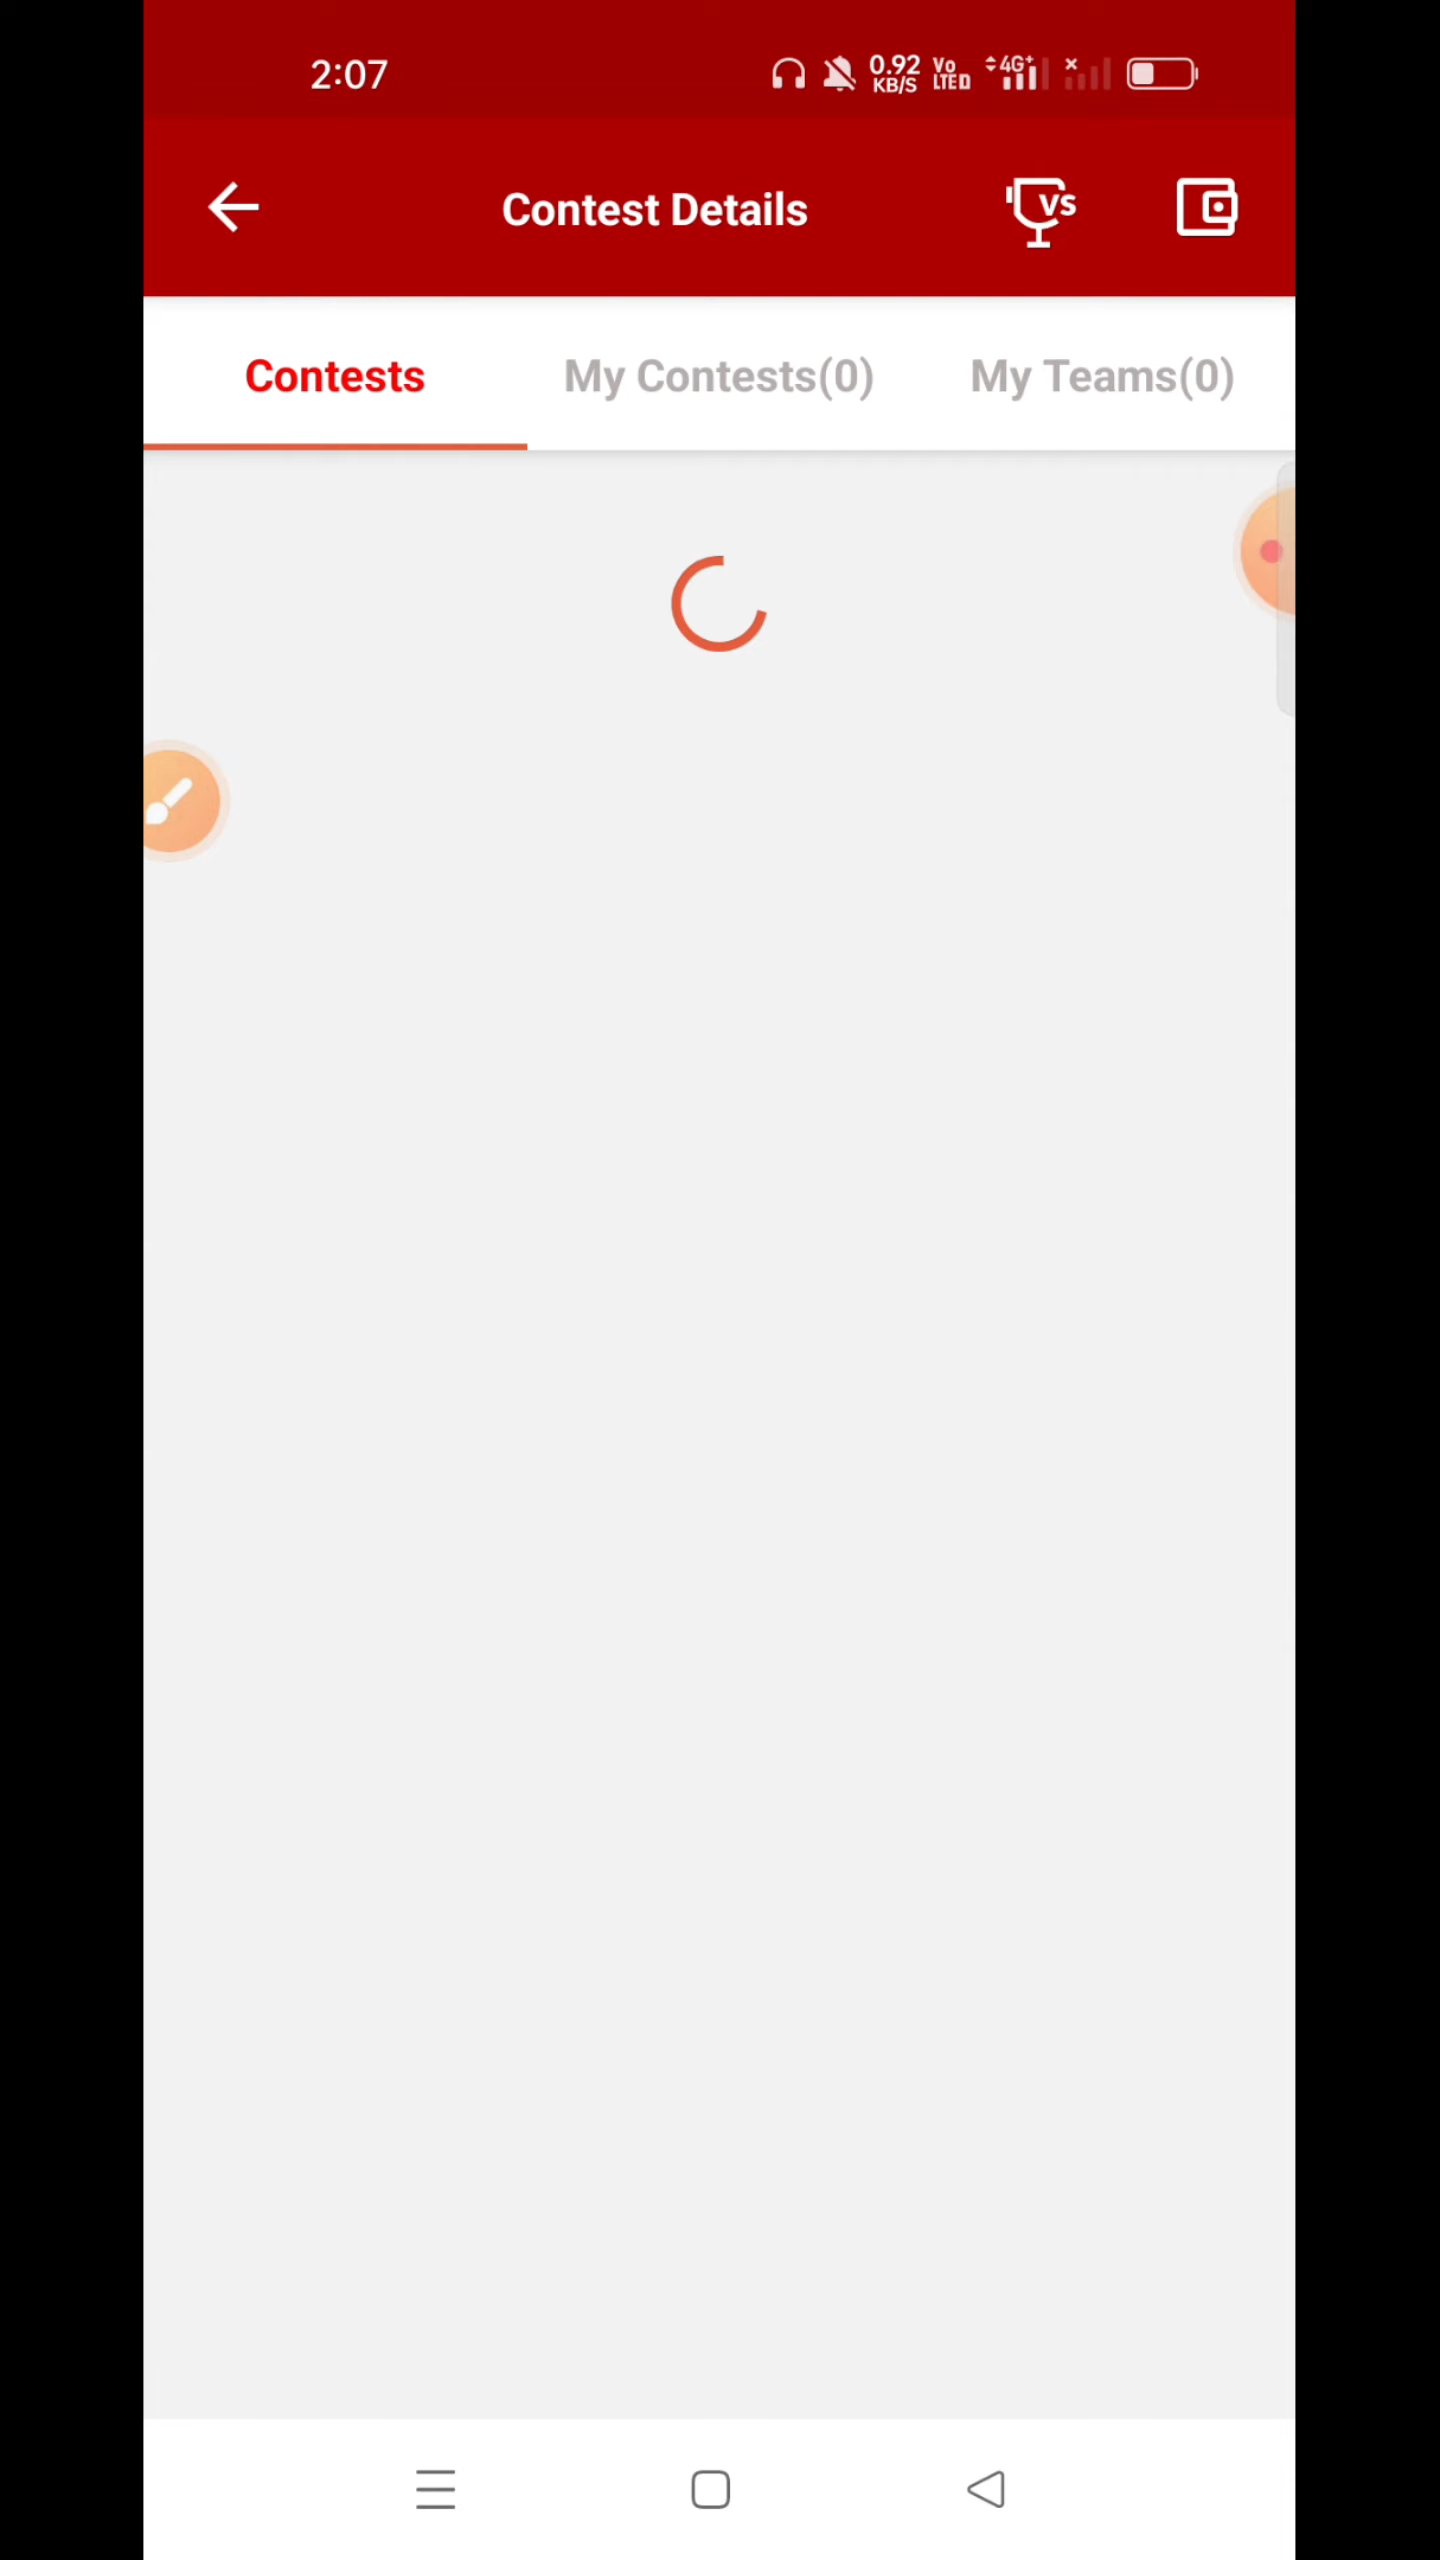 2:07
0.92
KB/S
Vo
LTE
4G+
Contest Details
VS
Contests
My Contests(0)
My Teams(0)